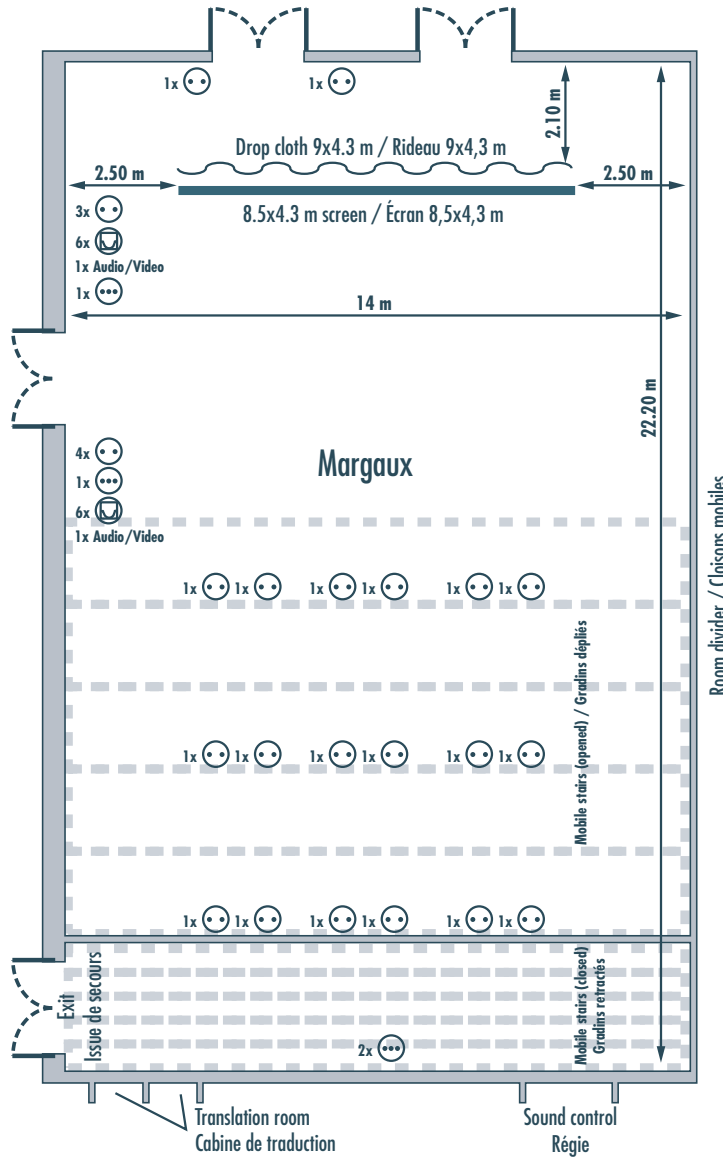 1x
1x
2.10 m
Drop cloth 9x4.3 m / Rideau 9x4,3 m
2.50 m
2.50 m
8.5x4.3 m screen / Écran 8,5x4,3 m
3x
6x
1x Audio/Video
1x
14 m
22.20 m
4x
1x
6x
1x Audio/Video
Margaux
Room divider / Cloisons mobiles
1x 1x 1x 1x 1x 1x
Mobile stairs (opened) / Gradins dépliés
1x 1x 1x 1x 1x 1x
1x 1x 1x 1x 1x 1x
Exit
Issue de secours
Mobile stairs (closed)
Gradins retractés
2x
Translation room
Cabine de traduction
Sound control
Régie